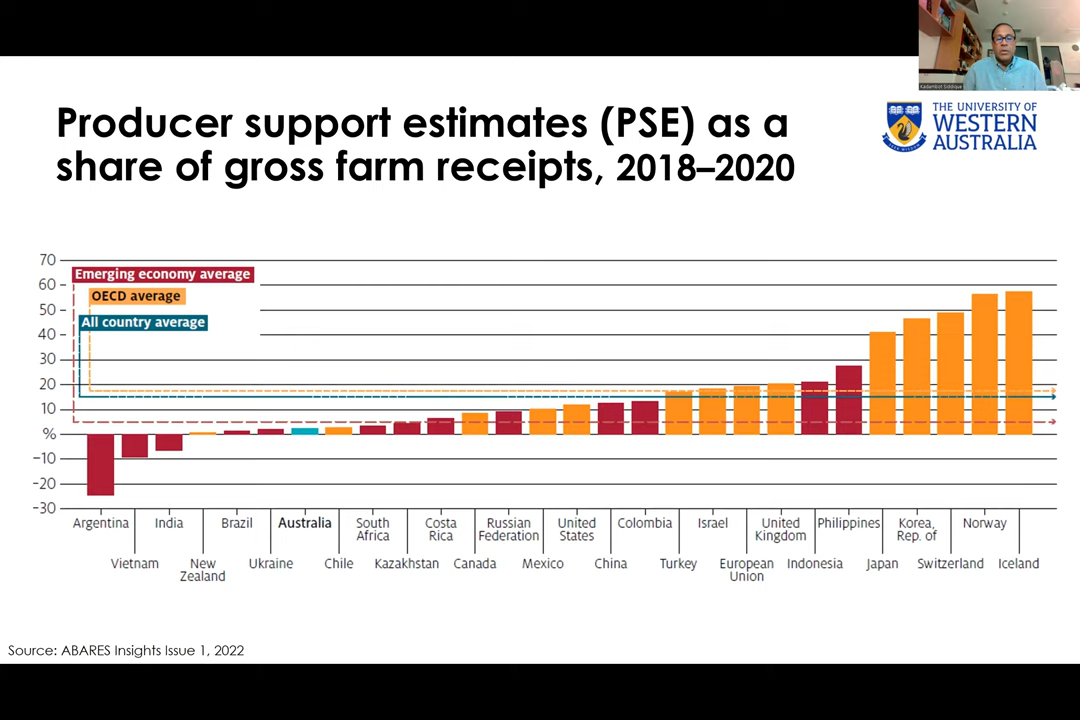 Kadambot Siddique
Producer support estimates (PSE) as a
share of gross farm receipts, 2018–2020
THE UNIVERSITY OF
WESTERN
AUSTRALIA
70
60
50
40
30
20
10
%
–10
–20
–30
Emerging economy average
OECD average
All country average
Argentina
Vietnam
India
New
Zealand
Brazil
Ukraine
Australia
Chile
South
Africa
Kazakhstan
Costa
Rica
Canada
Russian
Federation
Mexico
United
States
China
Colombia
Turkey
Israel
European
Union
United
Kingdom
Indonesia
Philippines
Japan
Korea,
Rep. of
Switzerland
Norway
Iceland
Source: ABARES Insights Issue 1, 2022